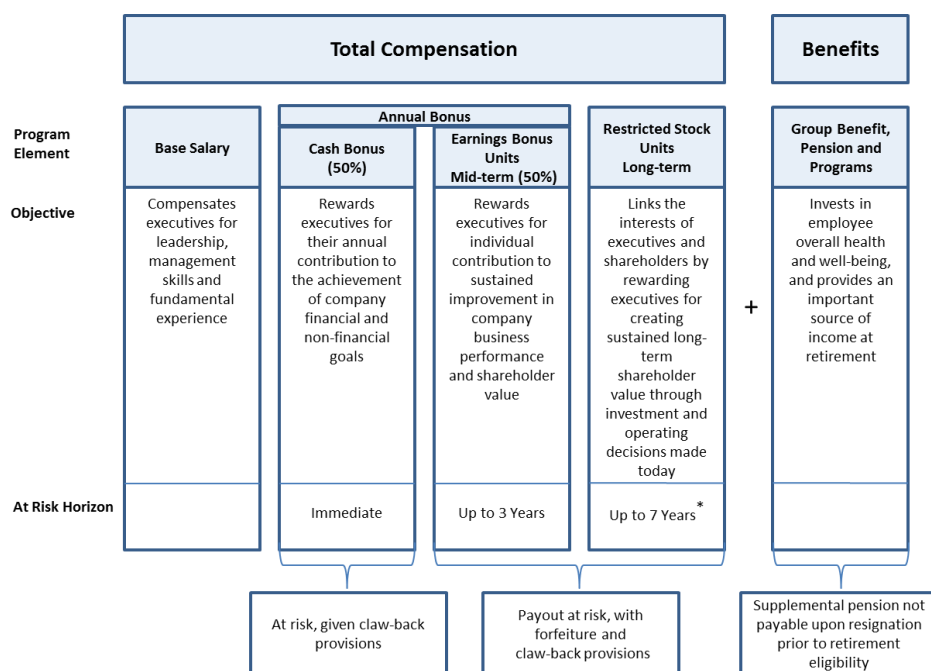 Total Compensation
Benefits
Program
Element
Base Salary
Annual Bonus
Cash Bonus
(50%)
Earnings Bonus
Units
Mid-term (50%)
Restricted Stock
Units
Long-term
Group Benefit,
Pension and
Programs
Objective
Compensates
executives for
leadership,
management
skills and
fundamental
experience
Rewards
executives for
their annual
contribution to
the achievement
of company
financial and
non-financial
goals
Rewards
executives for
individual
contribution to
sustained
improvement in
company
business
performance
and shareholder
value
Links the
interests of
executives and
shareholders by
rewarding
executives for
creating
sustained long-
term
shareholder
value through
investment and
operating
decisions made
today
+
Invests in
employee
overall health
and well-being,
and provides an
important
source of
income at
retirement
At Risk Horizon
Immediate
Up to 3 Years
Up to 7 Years*
At risk, given claw-back
provisions
Payout at risk, with
forfeiture and
claw-back provisions
Supplemental pension not
payable upon resignation
prior to retirement
eligibility